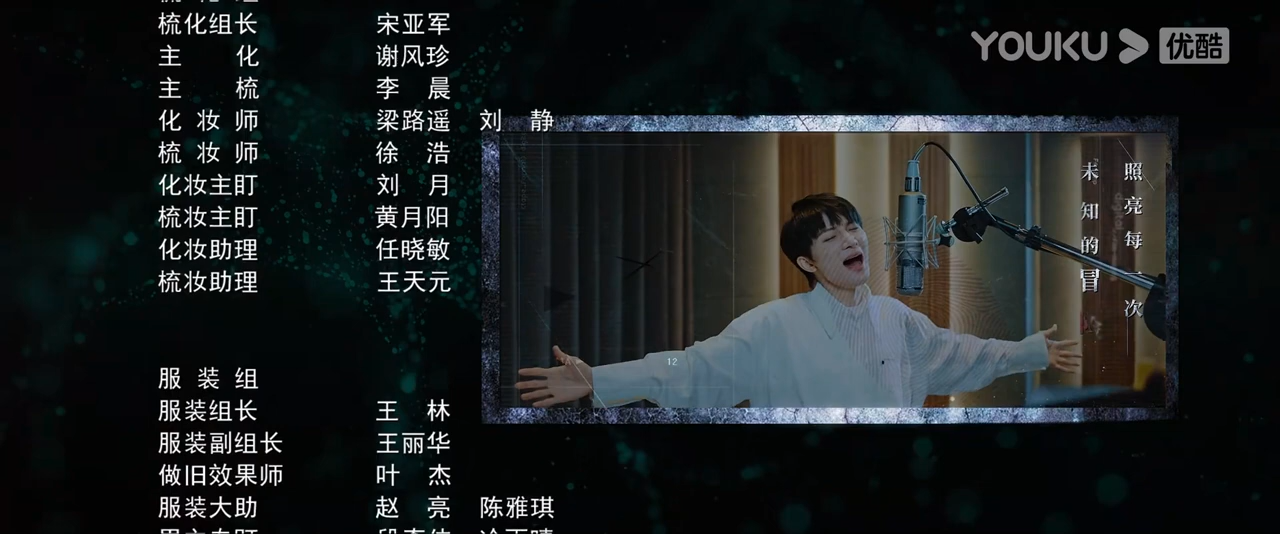 梳化组长 宋亚军
主 化 谢风珍
主 梳 李 晨
化 妆 师 梁路遥 刘 静
梳 妆 师 徐 浩
化妆主盯 刘 月
梳妆主盯 黄月阳
化妆助理 任晓敏
梳妆助理 王天元
服 装 组
服装组长 王 林
服装副组长 王丽华
做旧效果师 叶 杰
服装大助 赵 亮 陈雅琪
YOUKU 优酷
照亮每一次
未知的冒
12